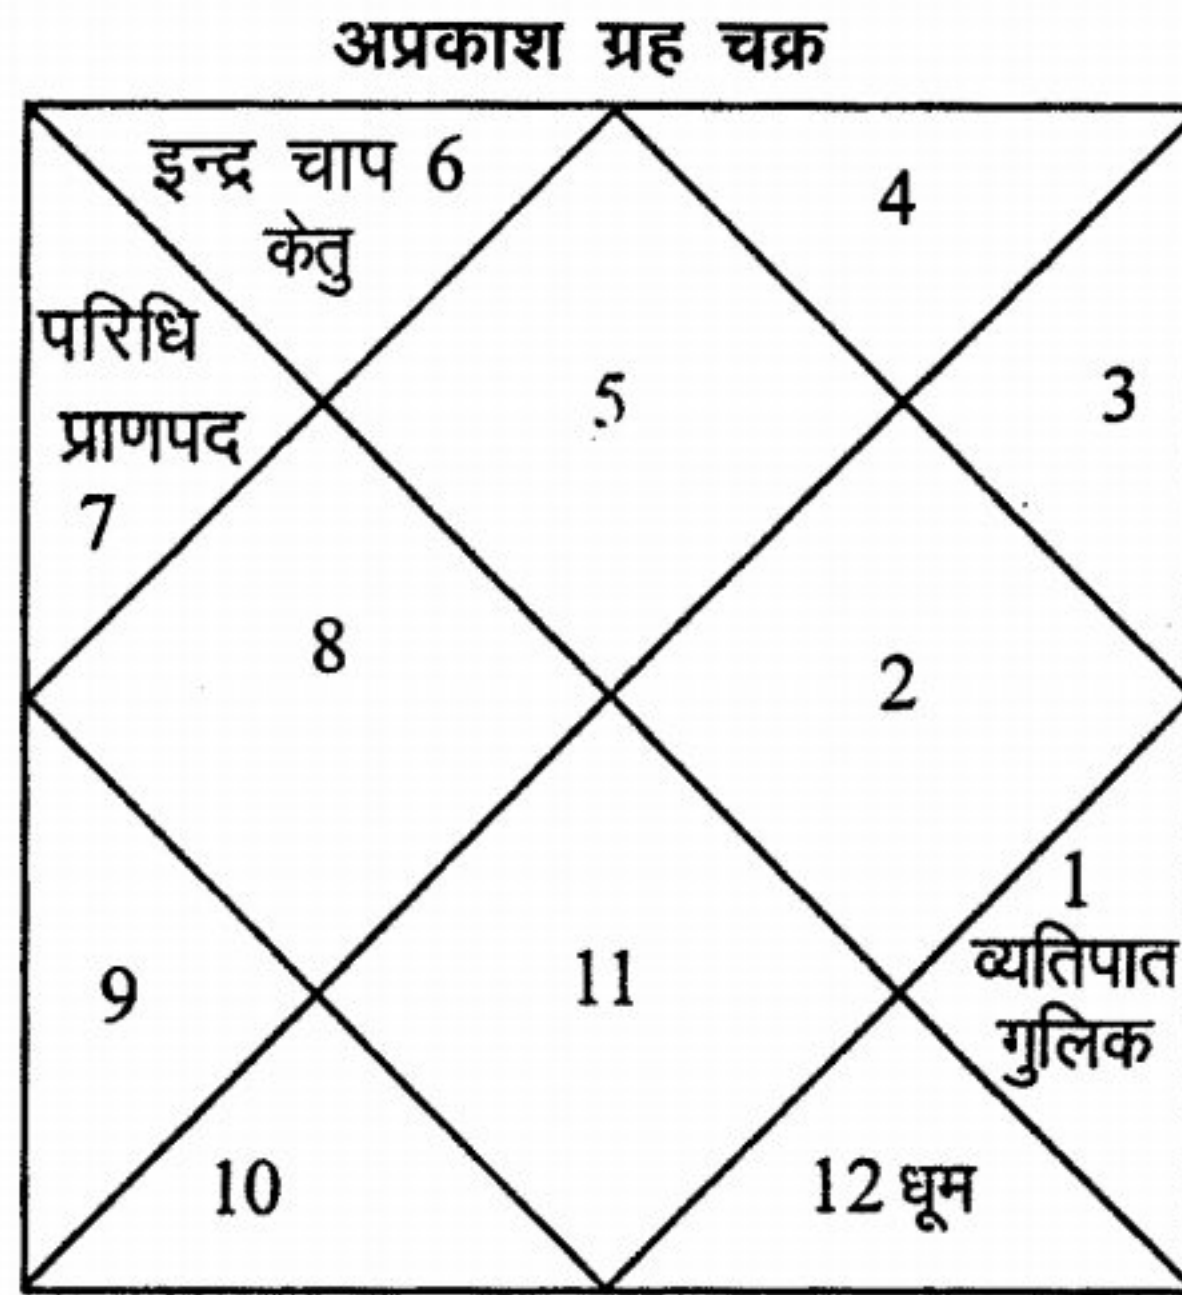 अप्रकाश ग्रह चक्र
इन्द्र चाप 6
केतु
4
परिधि
प्राणपद
7
5
3
8
2
1
व्यतिपात
गुलिक
9
11
10
12 धूम